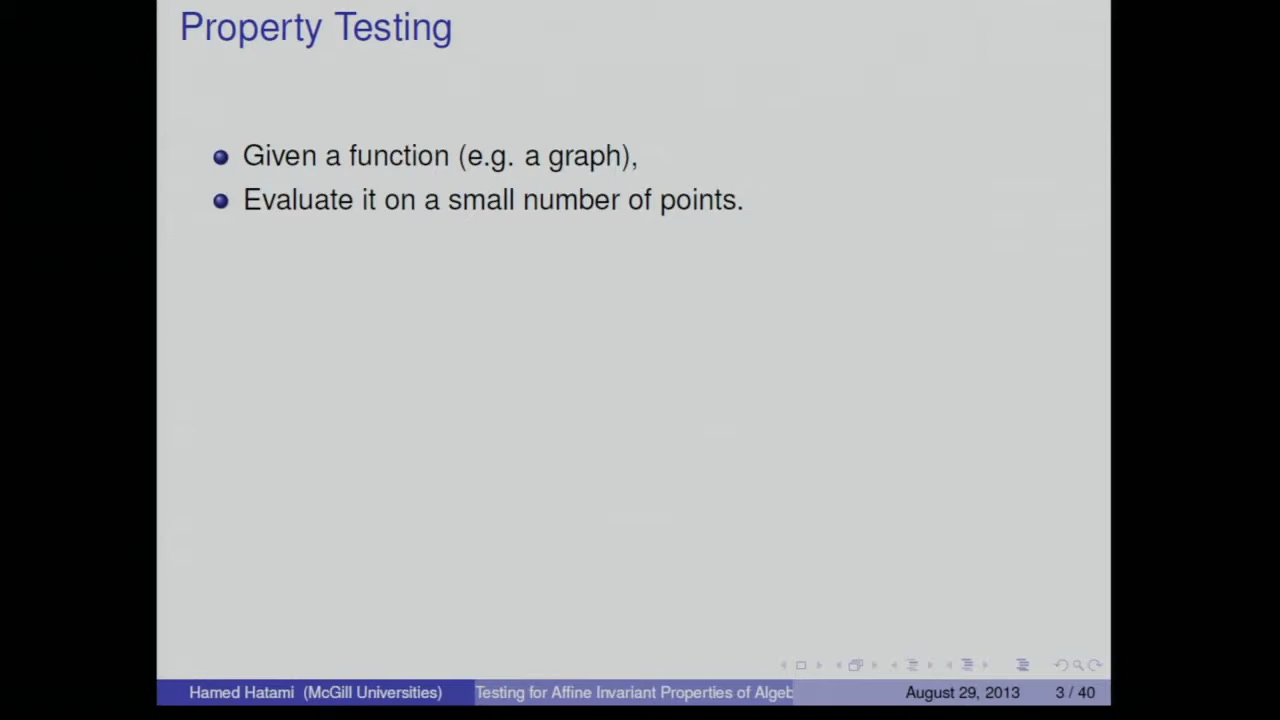 Property Testing
Given a function (e.g. a graph),
Evaluate it on a small number of points.
Hamed Hatami (McGill Universities) Testing for Affine Invariant Properties of Algeb August 29, 2013 3 / 40